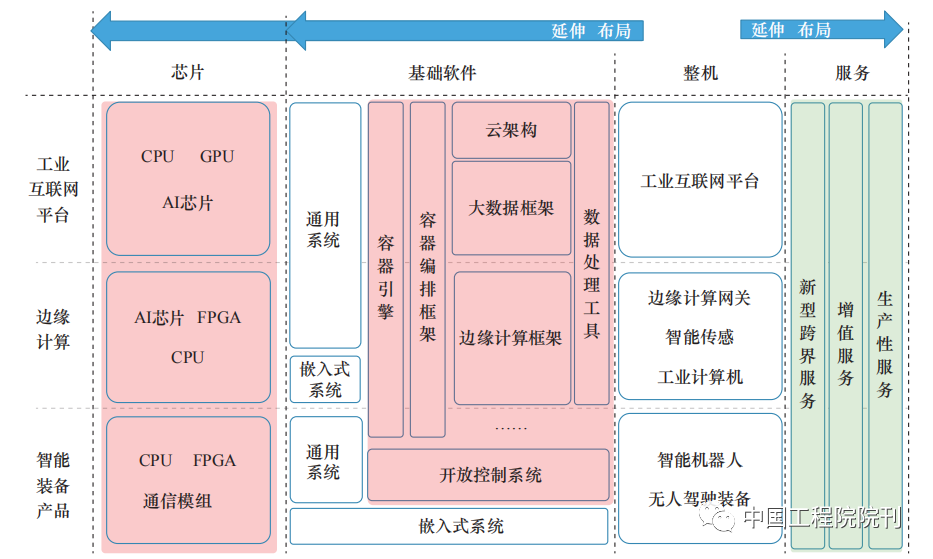 延伸 布局
延伸 布局
芯片
基础软件
整机
服务
工业
互联网
平台
CPU GPU
AI芯片
通用
系统
容器引擎
容器编排框架
云架构
大数据框架
数据处理工具
工业互联网平台
新型跨界服务
增值服务
生产性服务
边缘
计算
AI芯片 FPGA
CPU
嵌入式
系统
边缘计算框架
边缘计算网关
智能传感
工业计算机
智能
装备
产品
CPU FPGA
通信模组
通用
系统
……
开放控制系统
嵌入式系统
智能机器人
无人驾驶装备
中国工程院院刊